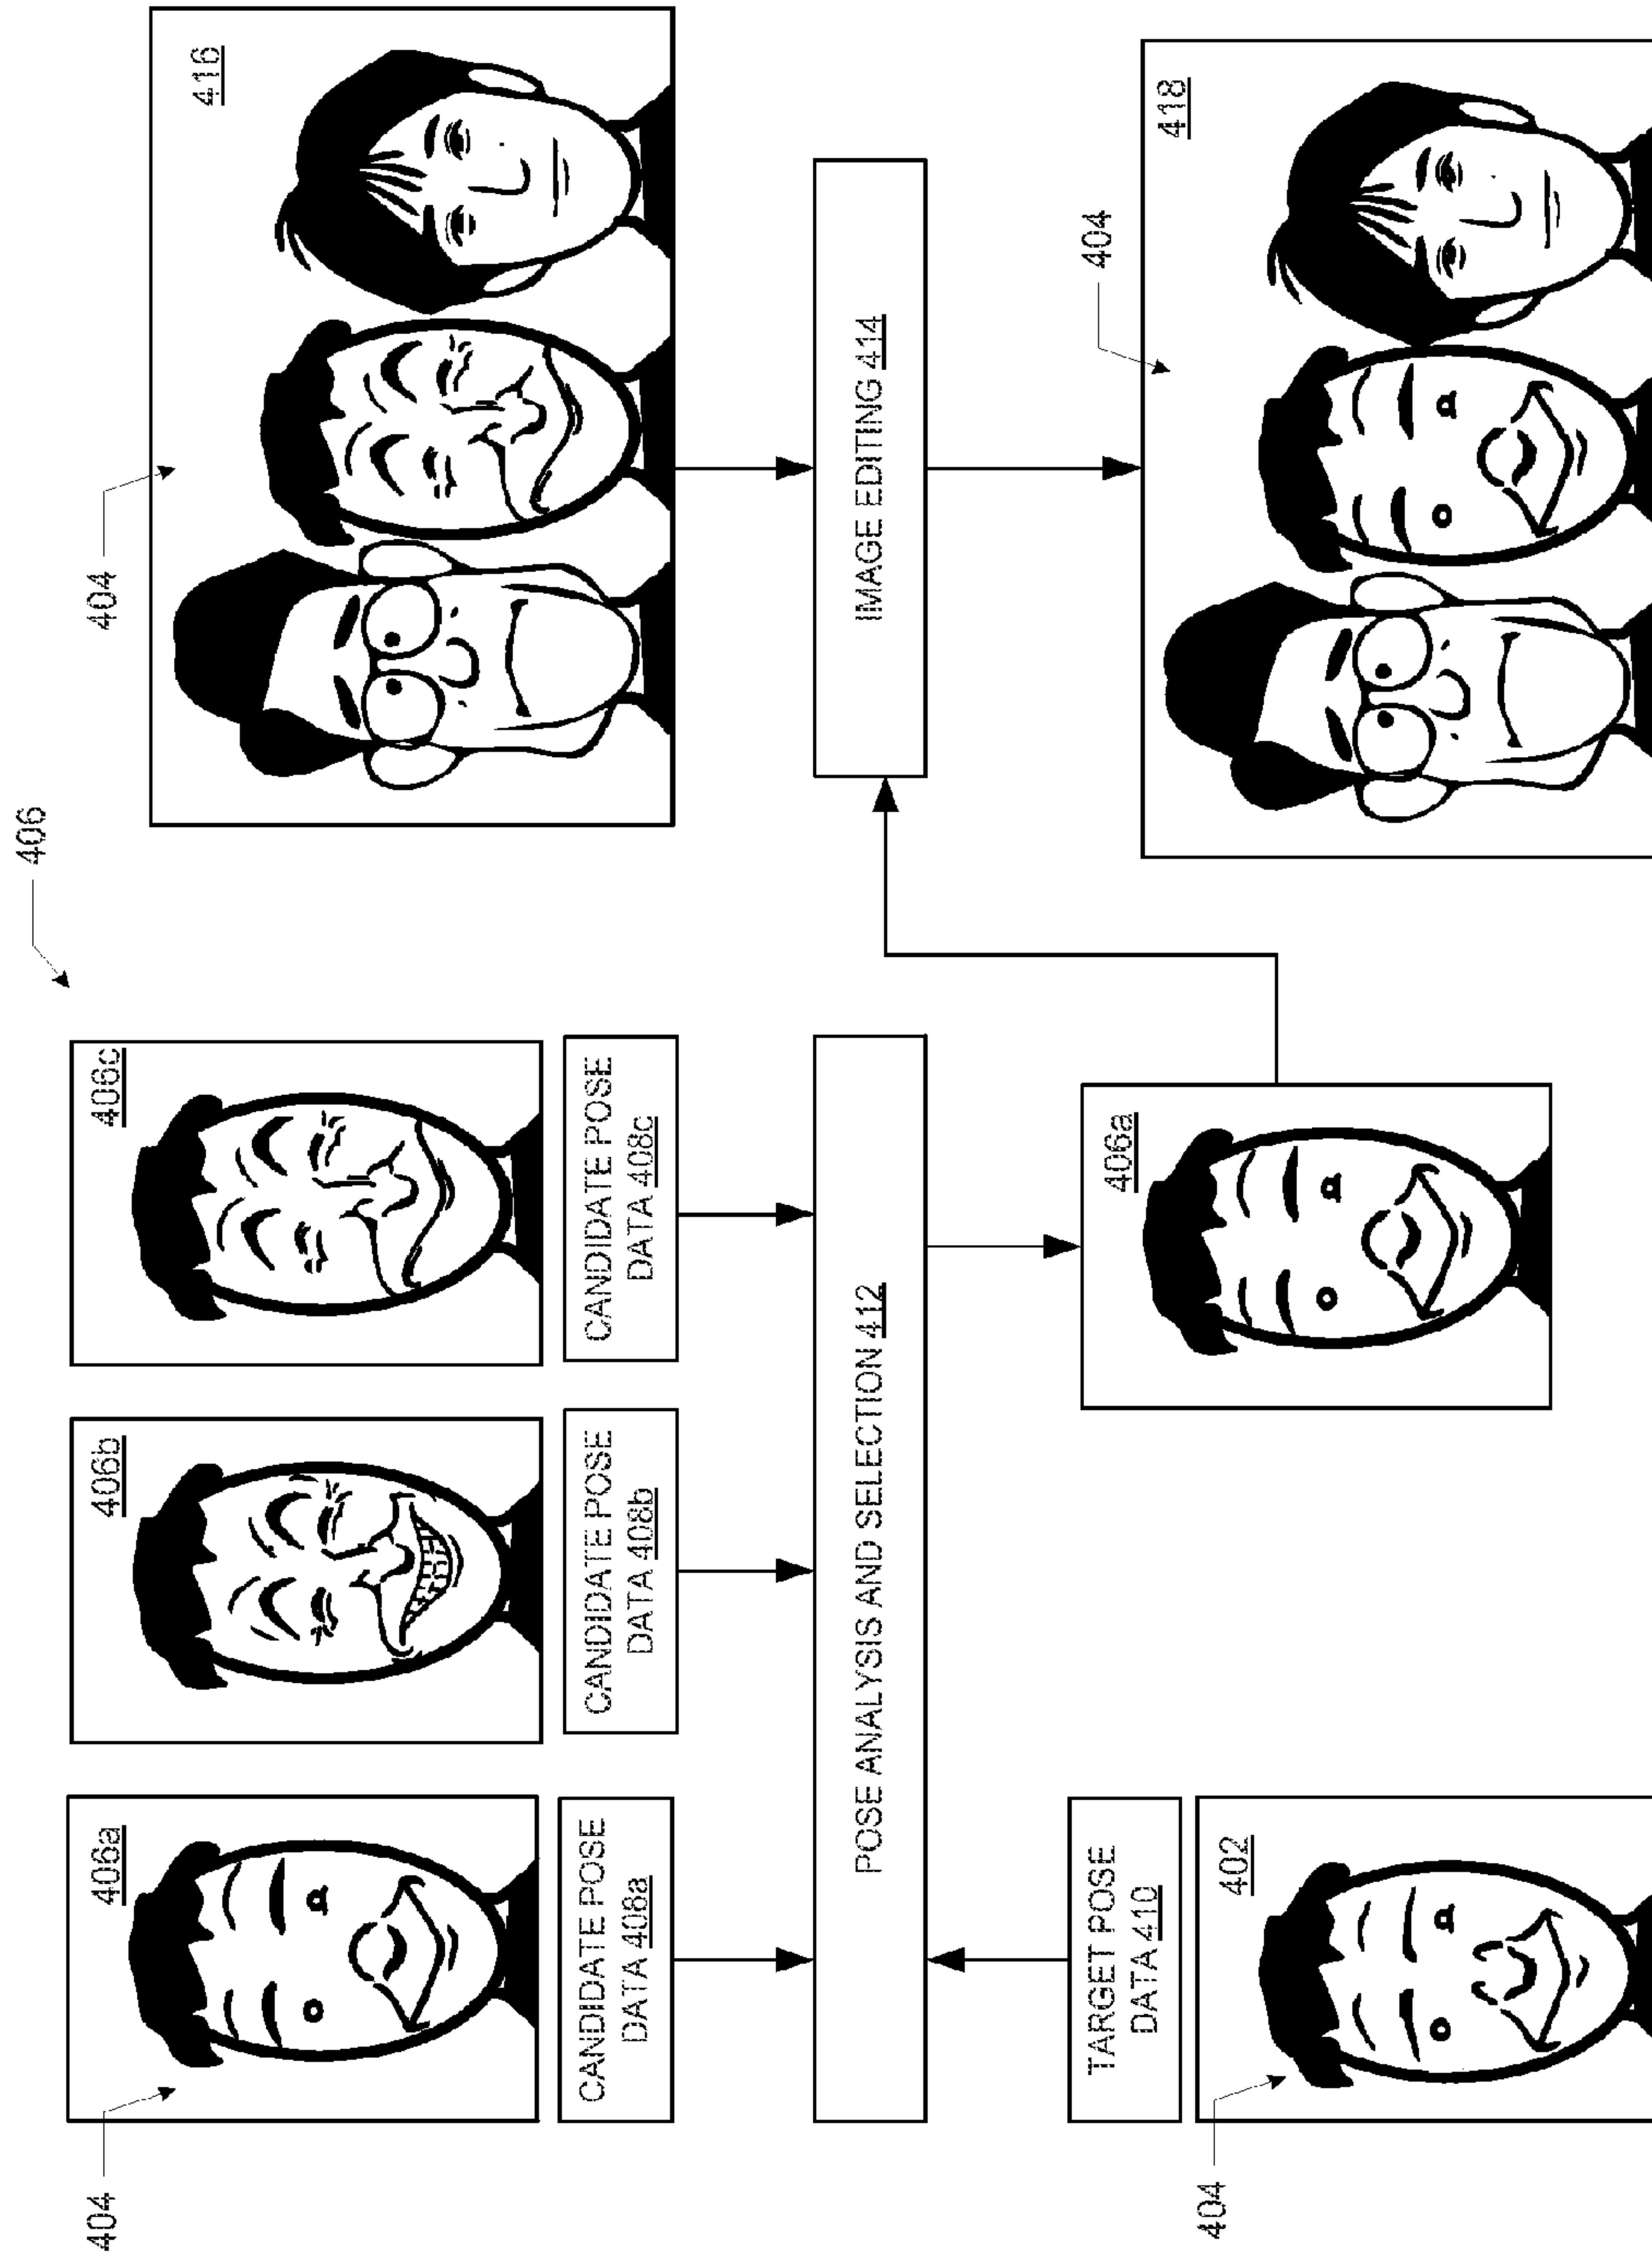 406
404
406a
406b
406c
404
416
CANDIDATE POSE
DATA 408a
CANDIDATE POSE
DATA 408b
CANDIDATE POSE
DATA 408c
POSE ANALYSIS AND SELECTION 412
IMAGE EDITING 414
TARGET POSE
DATA 410
406a
404
402
404
418